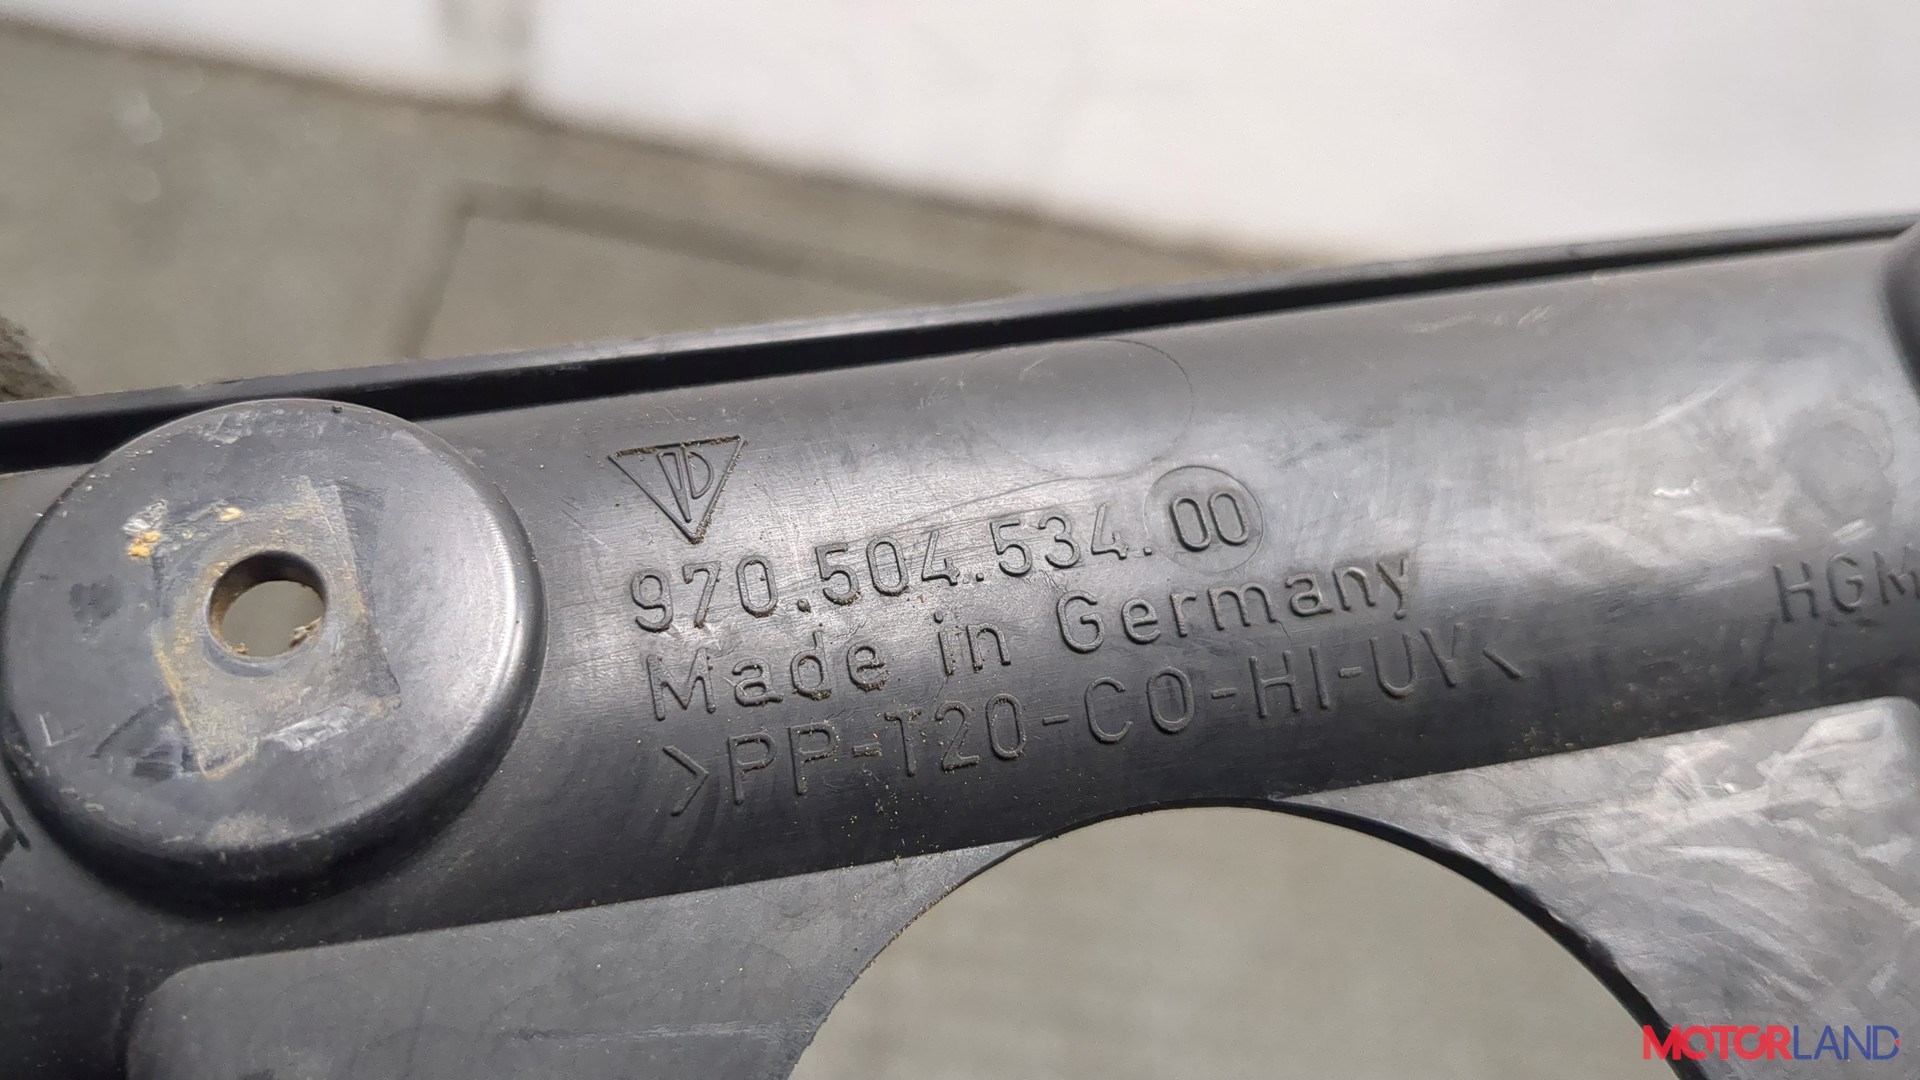 970.504.534.00
Made in Germany
>PP-T20-CO-HI-UV<
HGM
L
MOTORLAND